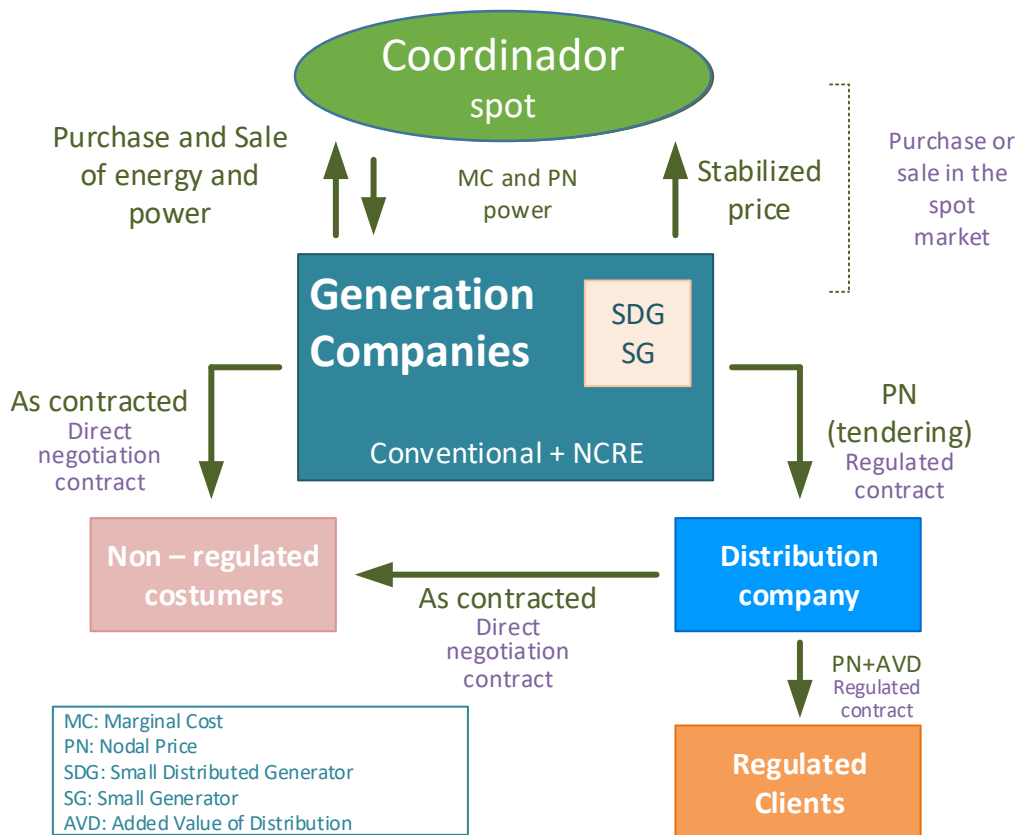 Coordinador
spot
Purchase and Sale
of energy and
power
MC and PN
power
Stabilized
price
Purchase or
sale in the
spot
market
Generation
Companies
SDG
SG
Conventional + NCRE
As contracted
Direct
negotiation
contract
PN
(tendering)
Regulated
contract
Non – regulated
costumers
Distribution
company
As contracted
Direct
negotiation
contract
PN+AVD
Regulated
contract
Regulated
Clients
MC: Marginal Cost
PN: Nodal Price
SDG: Small Distributed Generator
SG: Small Generator
AVD: Added Value of Distribution